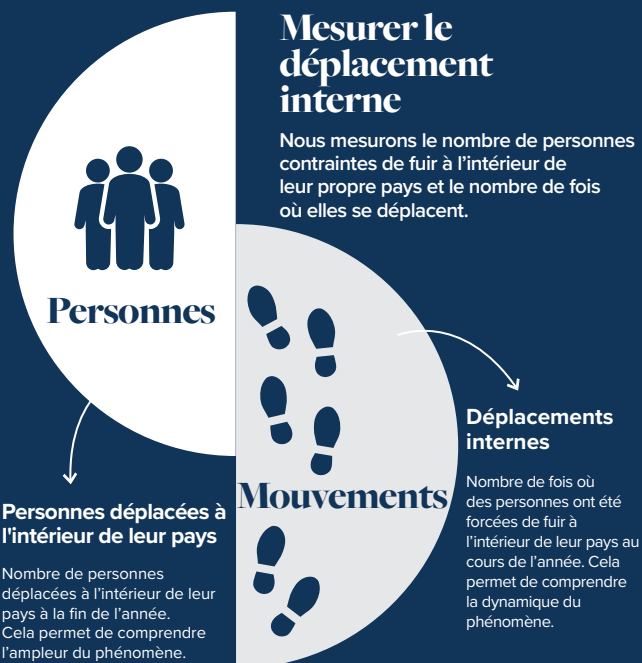 Mesurer le
déplacement
interne
Nous mesurons le nombre de personnes
contraintes de fuir à l'intérieur de
leur propre pays et le nombre de fois
où elles se déplacent.
Personnes
Personnes déplacées à
l'intérieur de leur pays
Nombre de personnes
déplacées à l'intérieur de leur
pays à la fin de l'année.
Cela permet de comprendre
l'ampleur du phénomène.
Mouvements
Déplacements
internes
Nombre de fois où
des personnes ont été
forcées de fuir à
l'intérieur de leur pays au
cours de l'année. Cela
permet de comprendre
la dynamique du
phénomène.